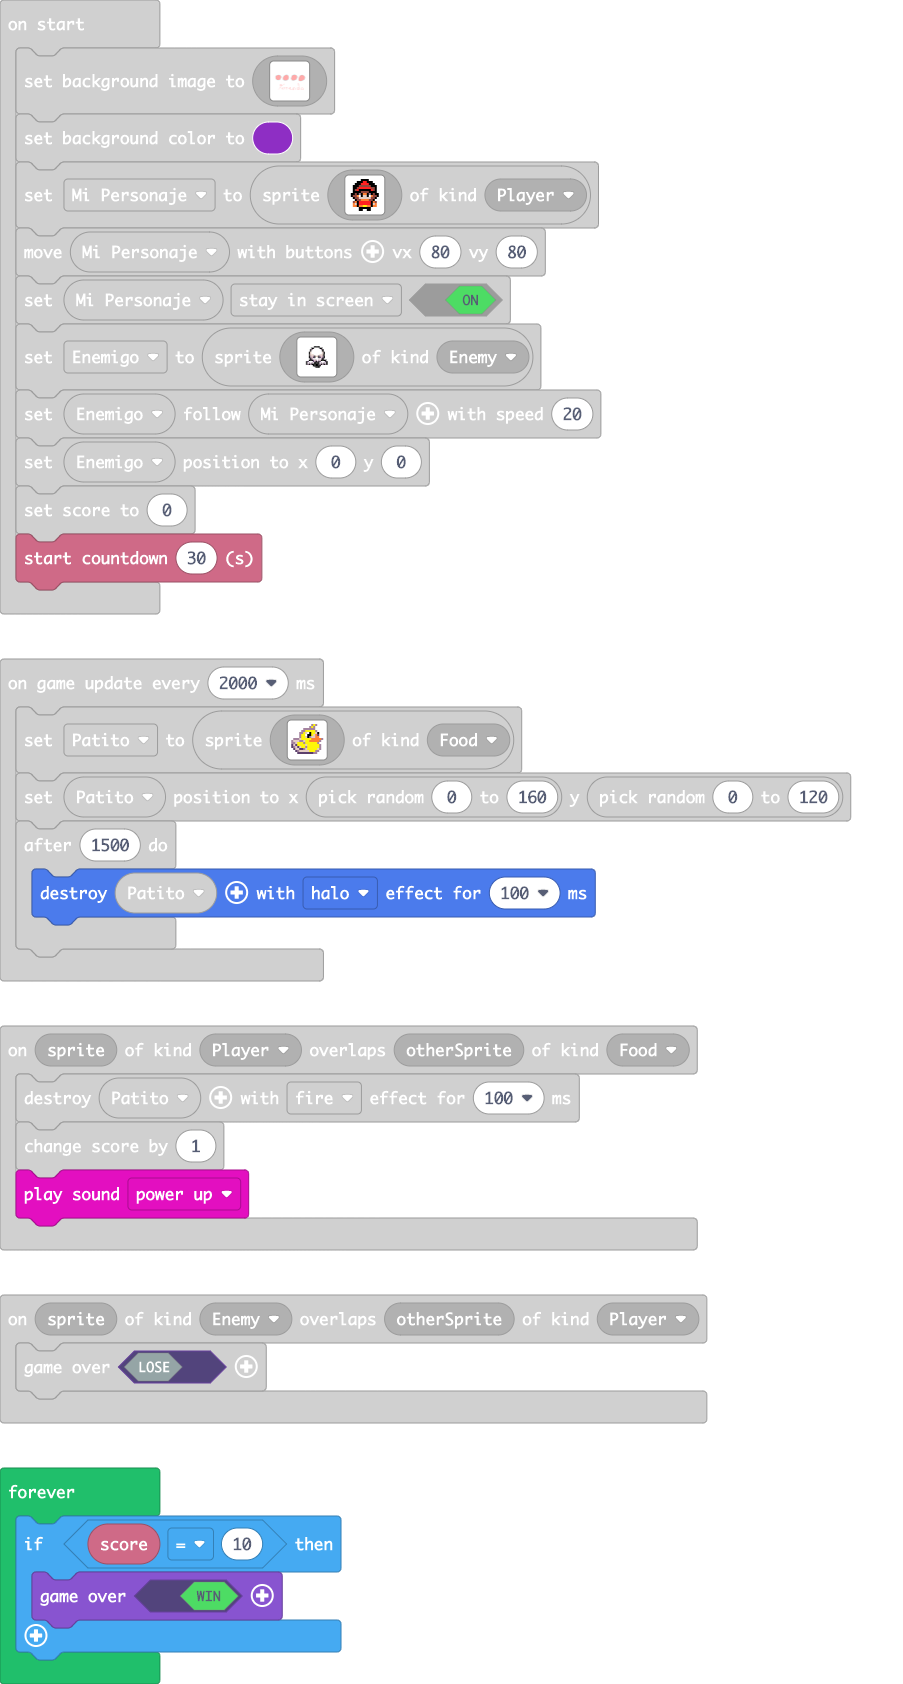 on start
set background image to
set background color to
set Mi Personaje to sprite of kind Player
move Mi Personaje with buttons vx 80 vy 80
set Mi Personaje stay in screen ON
set Enemigo to sprite of kind Enemy
set Enemigo follow Mi Personaje with speed 20
set Enemigo position to x 0 y 0
set score to 0
start countdown 30 (s)
on game update every 2000 ms
set Patito to sprite of kind Food
set Patito position to x pick random 0 to 160 y pick random 0 to 120
after 1500 do
destroy Patito with halo effect for 100 ms
on sprite of kind Player overlaps otherSprite of kind Food
destroy Patito with fire effect for 100 ms
change score by 1
play sound power up
on sprite of kind Enemy overlaps otherSprite of kind Player
game over LOSE
forever
if score = 10 then
game over WIN